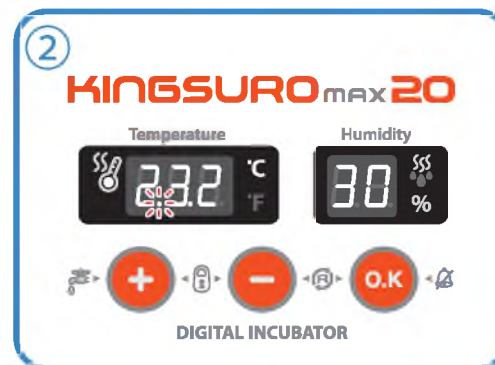 ②
KINGSURO max 20
Temperature Humidity
23.2 °C °F 30 %
+ - O.K
DIGITAL INCUBATOR